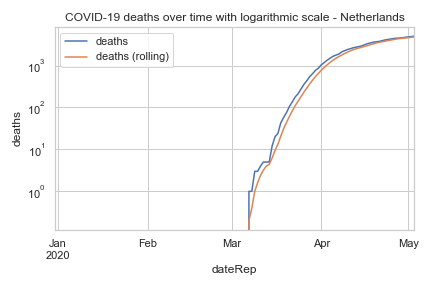 COVID-19 deaths over time with logarithmic scale - Netherlands
deaths
deaths (rolling)
10³
10²
10¹
10⁰
deaths
Jan
2020
Feb
Mar
Apr
May
dateRep